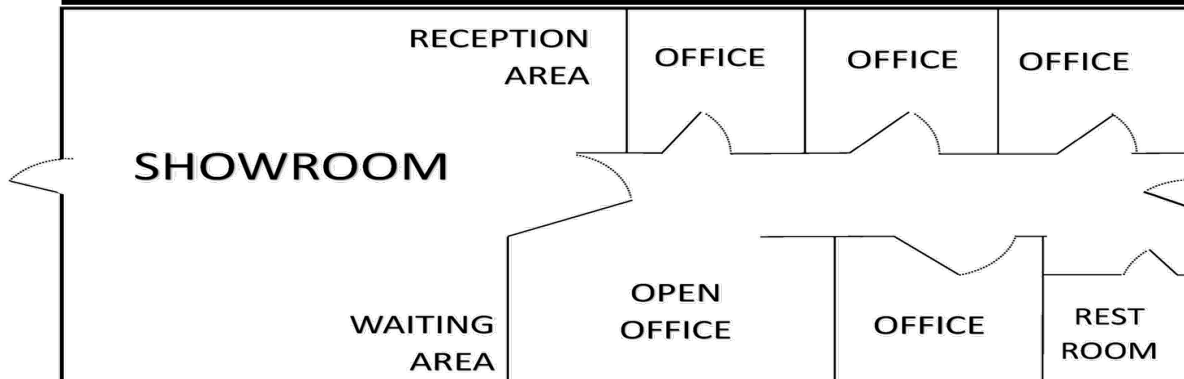 RECEPTION
AREA
OFFICE
OFFICE
OFFICE
SHOWROOM
WAITING
AREA
OPEN
OFFICE
OFFICE
REST
ROOM